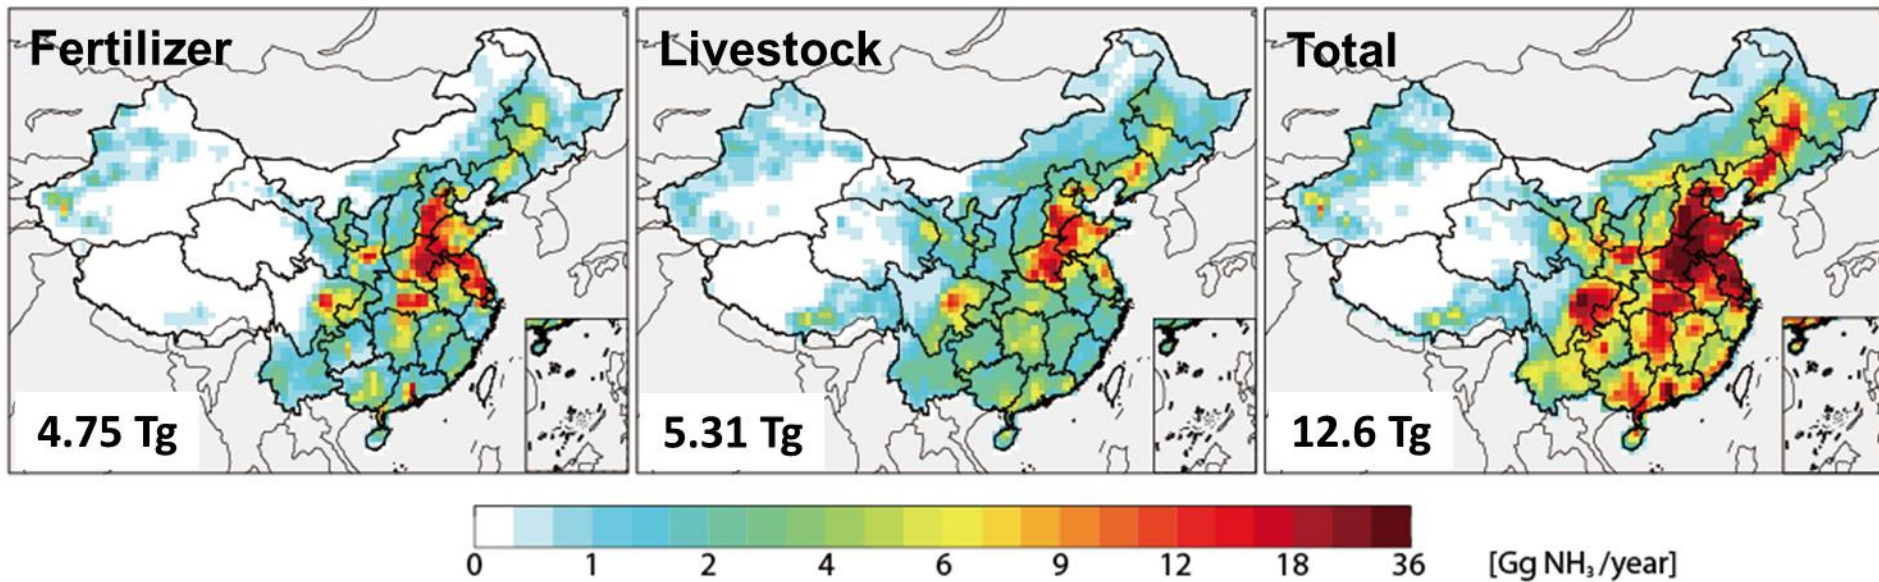 Fertilizer
Livestock
Total
4.75 Tg
5.31 Tg
12.6 Tg
0 1 2 4 6 9 12 18 36 [Gg NH₃/year]